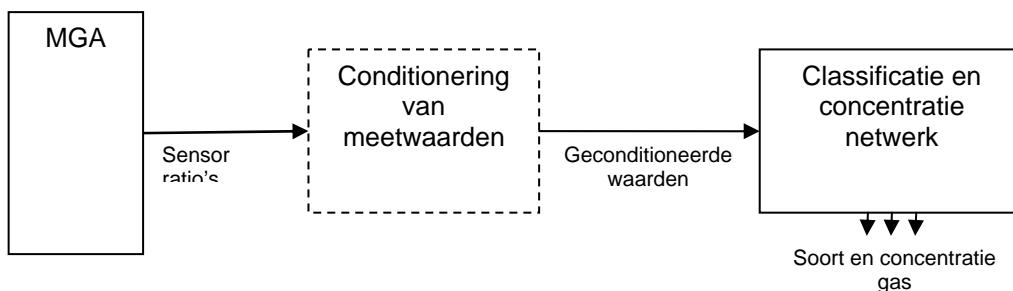 MGA
Conditionering
van
meetwaarden
Classificatie en
concentratie
netwerk
Sensor
ratio's
Geconditioneerde
waarden
Soort en concentratie
gas